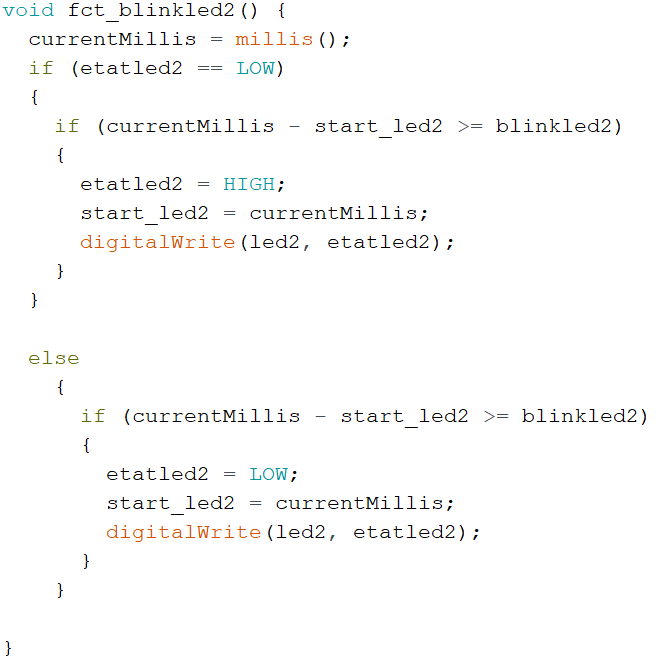 void fct_blinkled2() {
  currentMillis = millis();
  if (etatled2 == LOW)
  {
    if (currentMillis - start_led2 >= blinkled2)
    {
      etatled2 = HIGH;
      start_led2 = currentMillis;
      digitalWrite(led2, etatled2);
    }
  }

  else
    {
      if (currentMillis - start_led2 >= blinkled2)
      {
        etatled2 = LOW;
        start_led2 = currentMillis;
        digitalWrite(led2, etatled2);
      }
    }

}